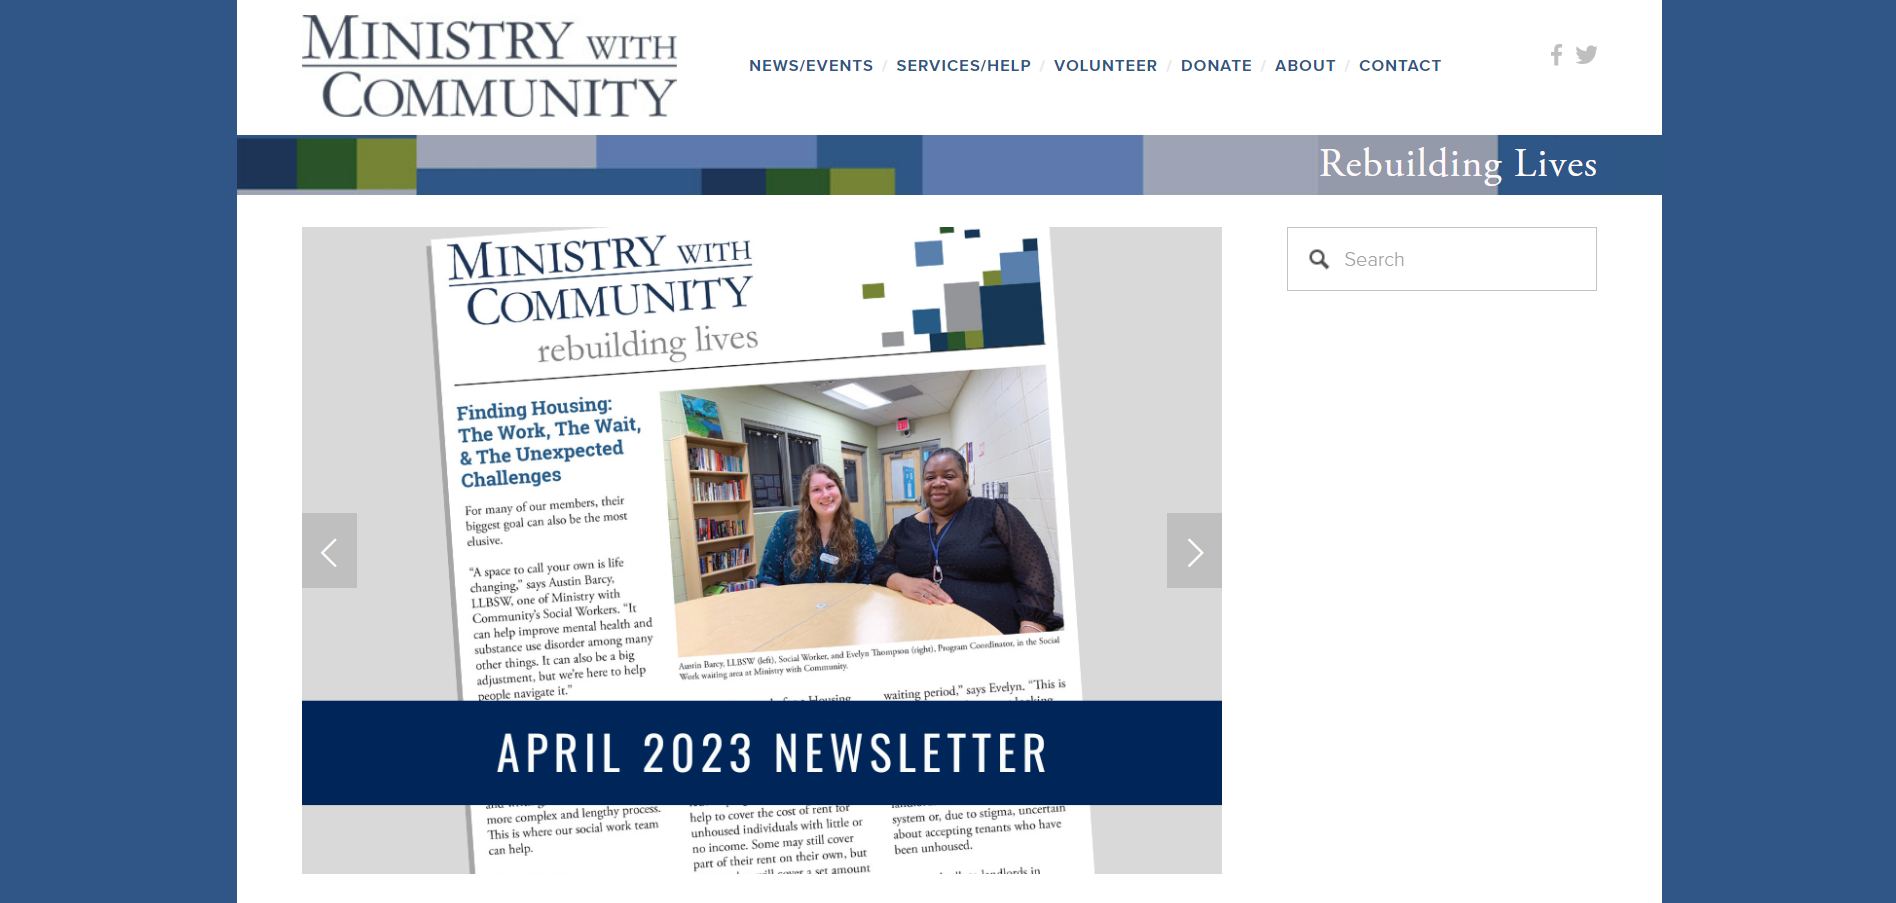 MINISTRY WITH
COMMUNITY
NEWS/EVENTS / SERVICES/HELP / VOLUNTEER / DONATE / ABOUT / CONTACT
Rebuilding Lives
Search
MINISTRY WITH
COMMUNITY
rebuilding lives
Finding Housing:
The Work, The Wait,
& The Unexpected
Challenges
For many of our members, their
biggest goal can also be the most
elusive.
“A space to call your own is life
changing,” says Austin Barcy,
LLBSW, one of Ministry with
Community’s Social Workers. “It
can help improve mental health and
substance use disorder among many
other things. It can also be a big
adjustment, but we’re here to help
people navigate it.”
Austin Barcy, LLBSW (left), Social Worker, and Evelyn Thompson (right), Program Coordinator, in the Social
Work waiting area at Ministry with Community.
Housing
waiting period,” says Evelyn. “This is
looking
APRIL 2023 NEWSLETTER
more complex and lengthy process.
This is where our social work team
can help.
help to cover the cost of rent for
unhoused individuals with little or
no income. Some may still cover
part of their rent on their own, but
cover a set amount
system or, due to stigma, uncertain
about accepting tenants who have
been unhoused.
landlords in